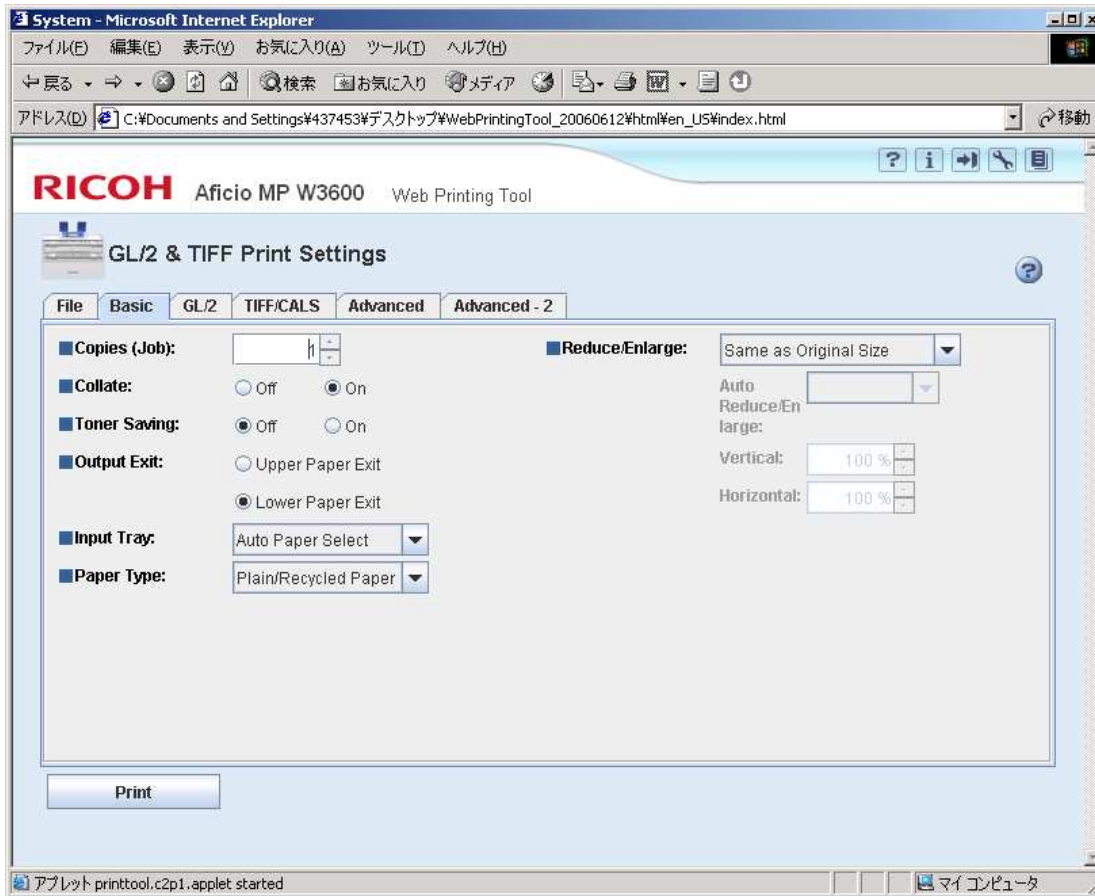 System - Microsoft Internet Explorer
ファイル(F) 編集(E) 表示(V) お気に入り(A) ツール(T) ヘルプ(H)
戻る 検索 お気に入り メディア
アドレス(D) C:¥Documents and Settings¥437453¥デスクトップ¥WebPrintingTool_20060612¥html¥en_US¥index.html 移動
RICOH Aficio MP W3600 Web Printing Tool
GL/2 & TIFF Print Settings
File Basic GL/2 TIFF/CALS Advanced Advanced - 2
Copies (Job): 1 Reduce/Enlarge: Same as Original Size
Collate: Off On Auto Reduce/En
large:
Toner Saving: Off On
Output Exit: Upper Paper Exit Vertical: 100 %
Lower Paper Exit Horizontal: 100 %
Input Tray: Auto Paper Select
Paper Type: Plain/Recycled Paper
Print
アプレット printtool.c2p1.applet started マイ コンピュータ